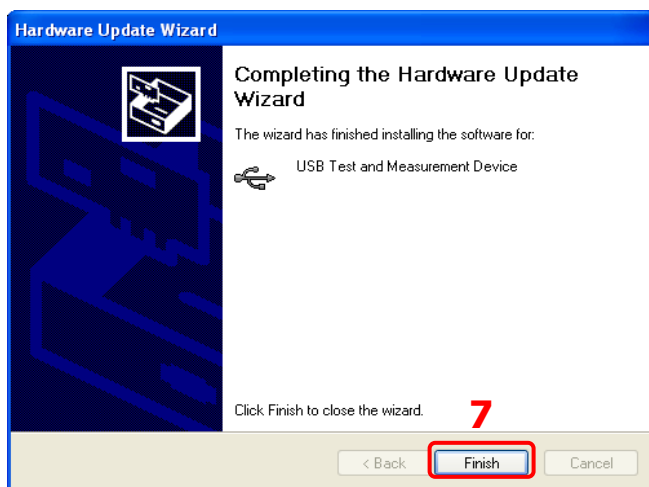 Hardware Update Wizard
Completing the Hardware Update
Wizard
The wizard has finished installing the software for:
USB Test and Measurement Device
Click Finish to close the wizard.
7
< Back
Finish
Cancel